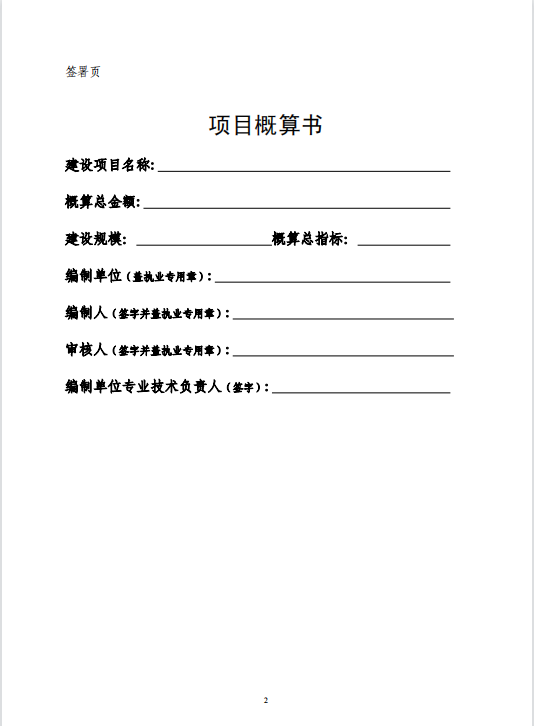 签署页
项目概算书
建设项目名称:
概算总金额:
建设规模: 概算总指标:
编制单位(盖执业专用章):
编制人(签字并盖执业专用章):
审核人(签字并盖执业专用章):
编制单位专业技术负责人(签字):
2